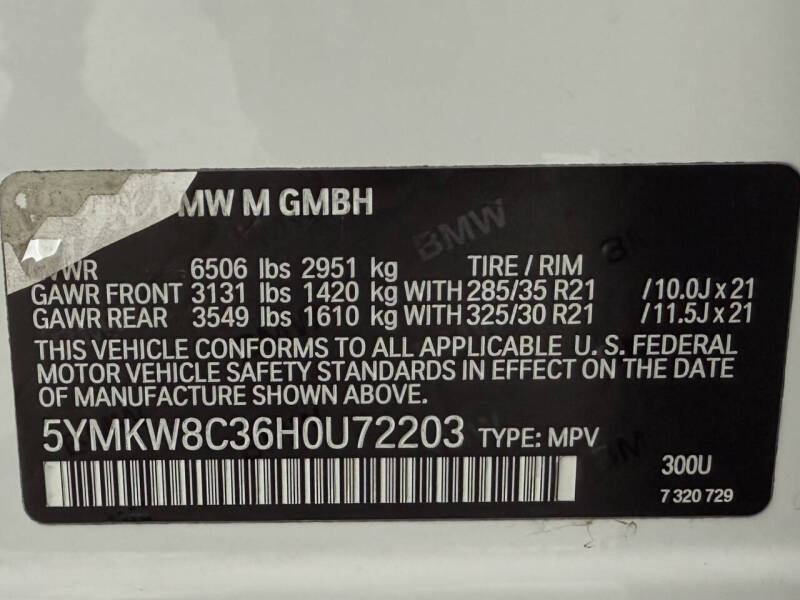 MW M GMBH
GVWR 6506 lbs 2951 kg TIRE / RIM
GAWR FRONT 3131 lbs 1420 kg WITH 285/35 R21 /10.0J x 21
GAWR REAR 3549 lbs 1610 kg WITH 325/30 R21 /11.5J x 21
THIS VEHICLE CONFORMS TO ALL APPLICABLE U. S. FEDERAL
MOTOR VEHICLE SAFETY STANDARDS IN EFFECT ON THE DATE
OF MANUFACTURE SHOWN ABOVE.
5YMKW8C36H0U72203 TYPE: MPV
300U
7 320 729
BMW